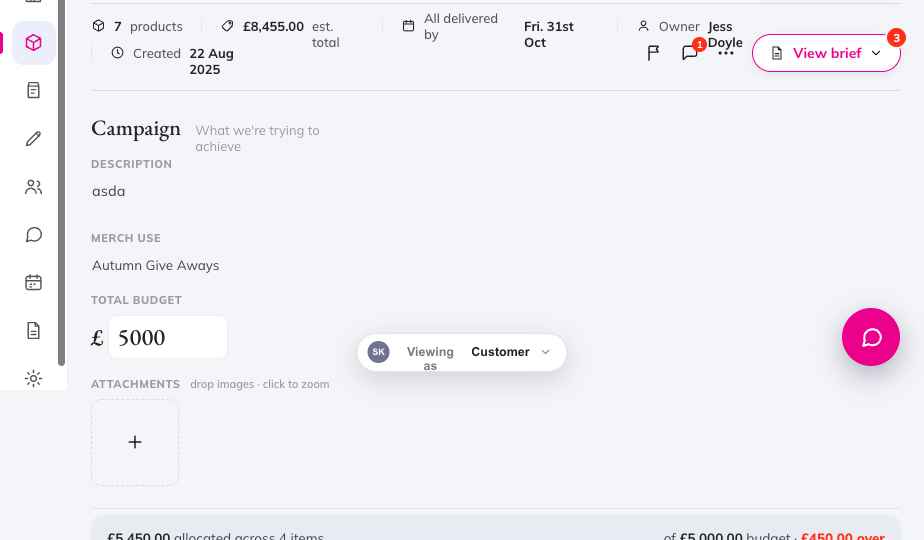 7 products £8,455.00 est. total All delivered by Fri. 31st Oct Owner Jess Doyle
Created 22 Aug 2025 1 View brief 3
Campaign What we're trying to achieve
DESCRIPTION
asda
MERCH USE
Autumn Give Aways
TOTAL BUDGET
£ 5000
SK Viewing as Customer
ATTACHMENTS drop images · click to zoom
+
£5,450.00 allocated across 4 items of £5,000.00 budget · £450.00 over